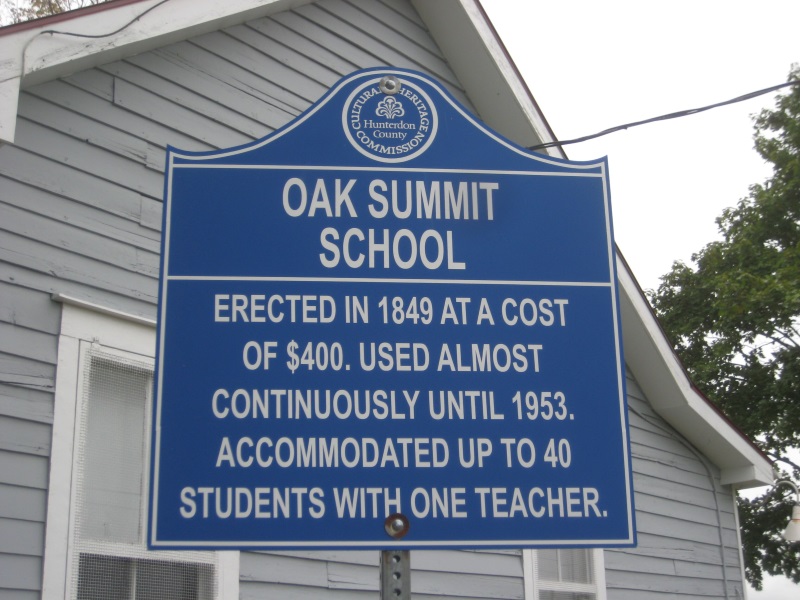 CULTURAL HERITAGE
Hunterdon
County
COMMISSION
OAK SUMMIT
SCHOOL
ERECTED IN 1849 AT A COST
OF $400. USED ALMOST
CONTINUOUSLY UNTIL 1953.
ACCOMMODATED UP TO 40
STUDENTS WITH ONE TEACHER.